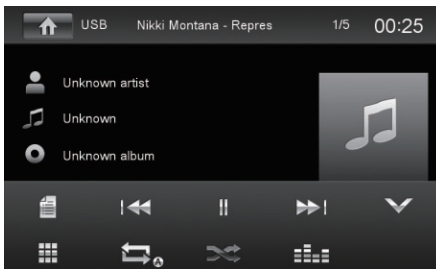 USB Nikki Montana - Repres 1/5 00:25
Unknown artist
Unknown
Unknown album